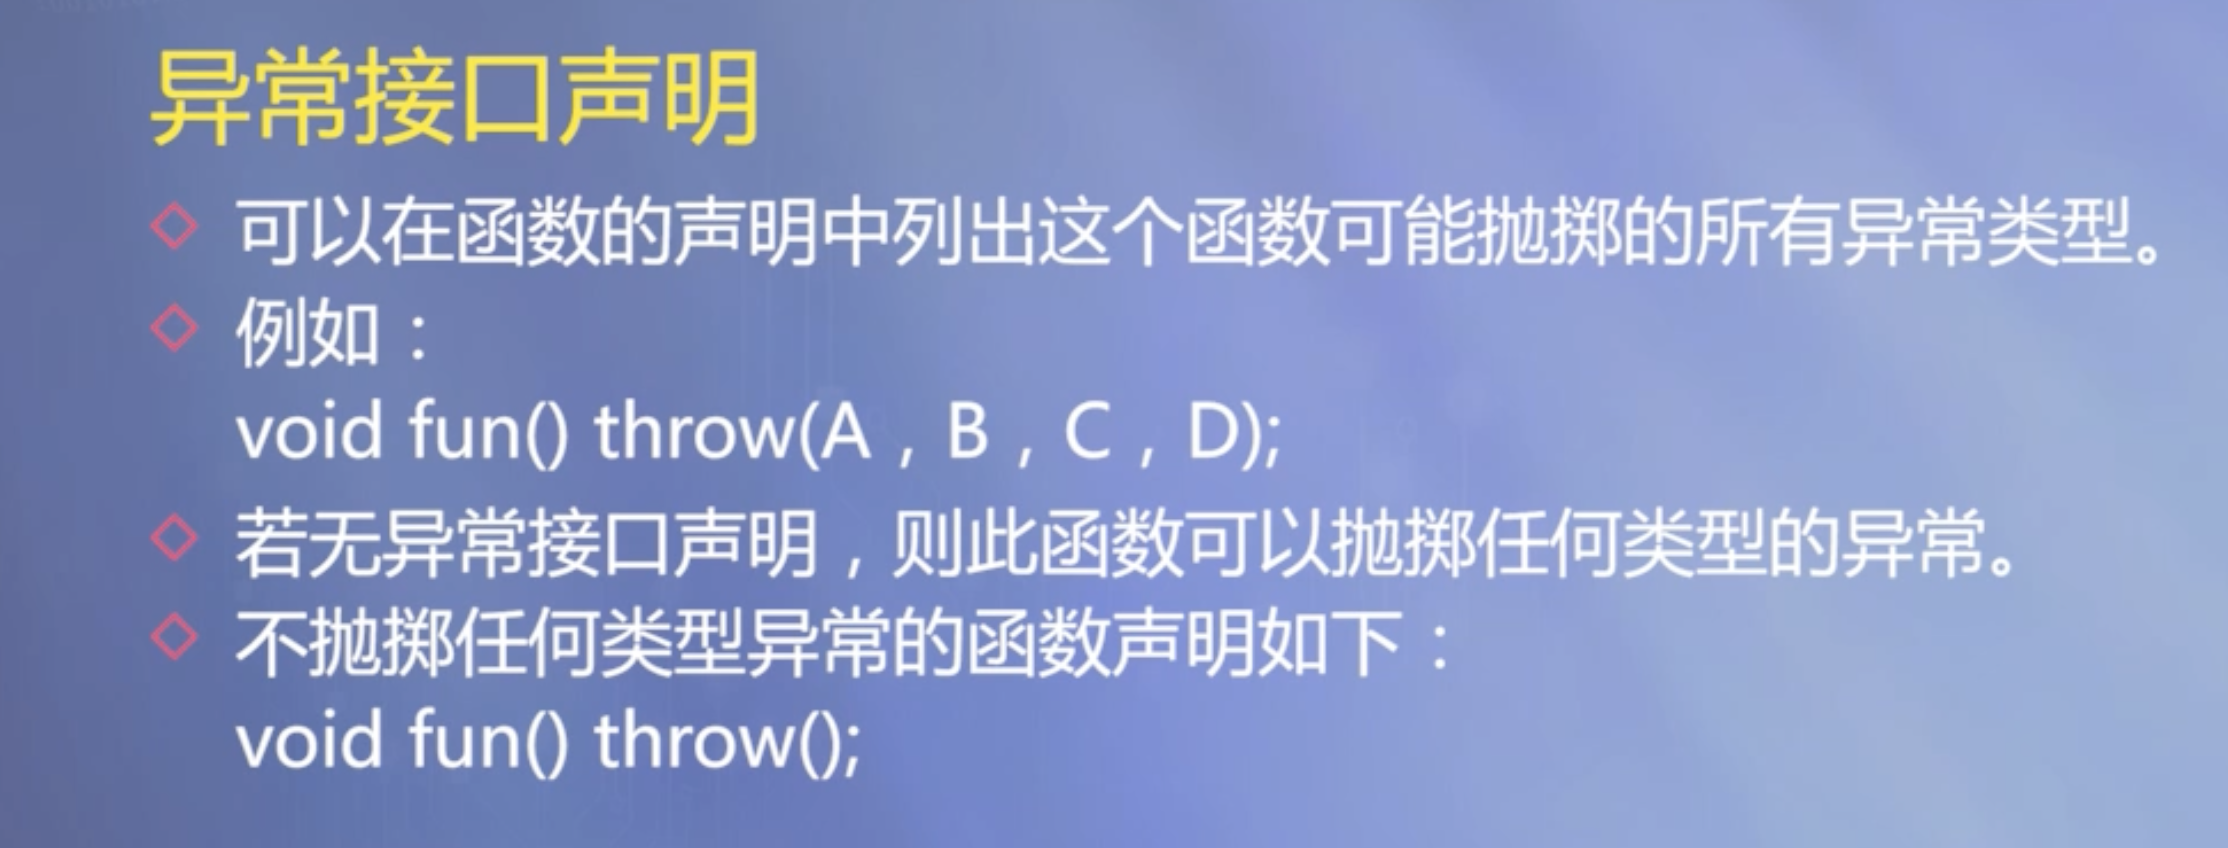 异常接口声明
可以在函数的声明中列出这个函数可能抛掷的所有异常类型。
例如：
void fun() throw(A，B，C，D);
若无异常接口声明，则此函数可以抛掷任何类型的异常。
不抛掷任何类型异常的函数声明如下：
void fun() throw();